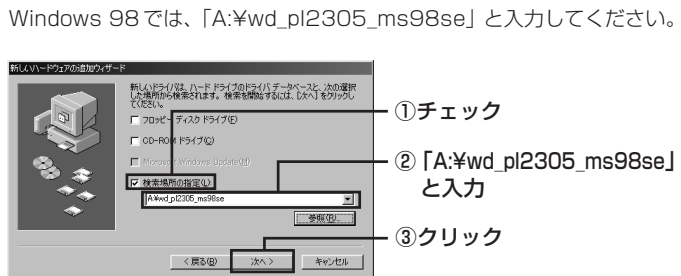 Windows 98では、「A:¥wd_pl2305_ms98se」と入力してください。
新しいハードウェアの追加ウィザード
新しいドライバは、ハード ドライブのドライバ データベースと、次の選択
した場所から検索されます。検索を開始するには、[次へ] をクリックし
てください。
フロッピー ディスク ドライブ(F)
CD-ROM ドライブ(C)
Microsoft Windows Update(M)
検索場所の指定(L)
A:¥wd_pl2305_ms98se
参照(R)...
< 戻る(B)
次へ >
キャンセル
①チェック
②「A:¥wd_pl2305_ms98se」
と入力
③クリック